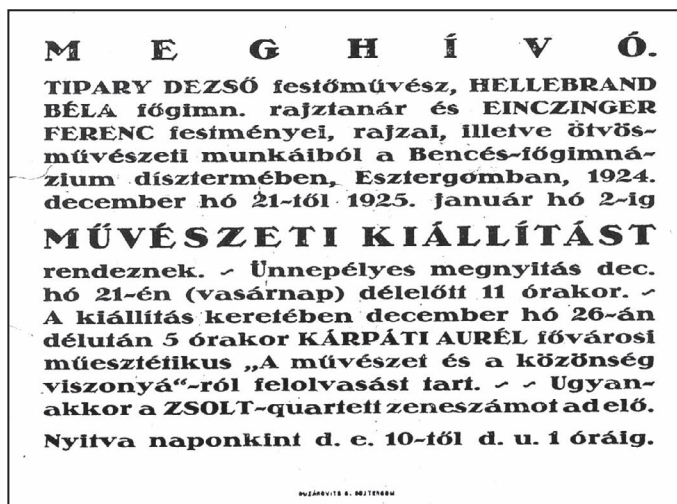 MEGHÍVÓ.
TIPARY DEZSŐ festőművész, HELLEBRAND
BÉLA főgimn. rajztanár és EINCZINGER
FERENC festményei, rajzai, illetve ötvös-
művészeti munkáiból a Bencés-főgimná-
zium dísztermében, Esztergomban, 1924.
december hó 21-től 1925. január hó 2-ig
MŰVÉSZETI KIÁLLÍTÁST
rendeznek. ~ Ünnepélyes megnyitás dec.
hó 21-én (vasárnap) délelőtt 11 órakor. ~
A kiállítás keretében december hó 26-án
délután 5 órakor KÁRPÁTI AURÉL fővárosi
műesztétikus „A művészet és a közönség
viszonyá“-ról felolvasást tart. ~ ~ Ugyan-
akkor a ZSOLT-quartett zeneszámot ad elő.
Nyitva naponkint d. e. 10-től d. u. 1 óráig.